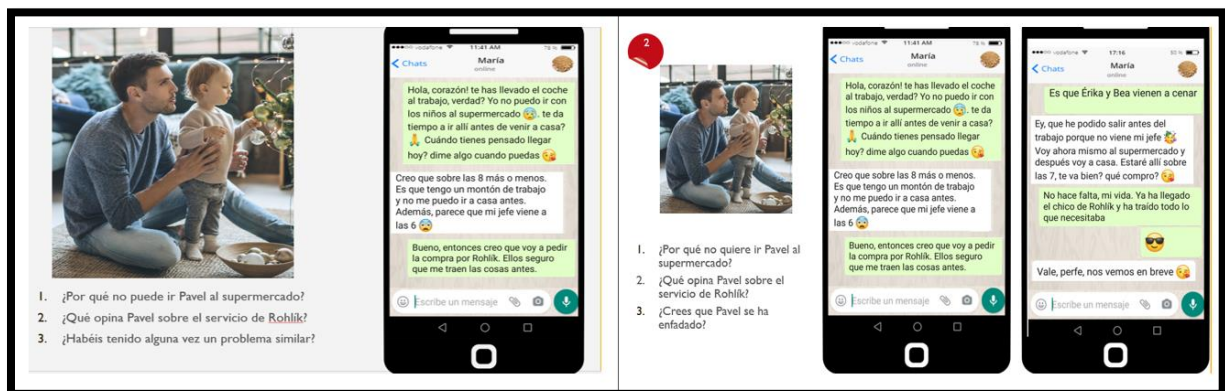 vodafone 11:41 AM 78 %
Chats
María
online
Hola, corazón! te has llevado el coche
al trabajo, verdad? Yo no puedo ir con
los niños al supermercado 😰. te da
tiempo a ir allí antes de venir a casa?
🙏 Cuándo tienes pensado llegar
hoy? dime algo cuando puedas 😘
Creo que sobre las 8 más o menos.
Es que tengo un montón de trabajo
y no me puedo ir a casa antes.
Además, parece que mi jefe viene a
las 6 😨
Bueno, entonces creo que voy a pedir
la compra por Rohlík. Ellos seguro
que me traen las cosas antes.
Escribe un mensaje
1. ¿Por qué no puede ir Pavel al supermercado?
2. ¿Qué opina Pavel sobre el servicio de Rohlík?
3. ¿Habéis tenido alguna vez un problema similar?
2
1. ¿Por qué no quiere ir Pavel al
supermercado?
2. ¿Qué opina Pavel sobre el
servicio de Rohlík?
3. ¿Crees que Pavel se ha
enfadado?
vodafone 11:41 AM 78 %
Chats
María
online
Hola, corazón! te has llevado el coche
al trabajo, verdad? Yo no puedo ir con
los niños al supermercado 😰. te da
tiempo a ir allí antes de venir a casa?
🙏 Cuándo tienes pensado llegar
hoy? dime algo cuando puedas 😘
Creo que sobre las 8 más o menos.
Es que tengo un montón de trabajo
y no me puedo ir a casa antes.
Además, parece que mi jefe viene a
las 6 😨
Bueno, entonces creo que voy a pedir
la compra por Rohlík. Ellos seguro
que me traen las cosas antes.
Escribe un mensaje
vodafone 17:16
Chats
María
online
Es que Érika y Bea vienen a cenar
Ey, que he podido salir antes del
trabajo porque no viene mi jefe
Voy ahora mismo al supermercado y
después voy a casa. Estaré allí sobre
las 7, te va bien? qué compro? 😘
No hace falta, mi vida. Ya ha llegado
el chico de Rohlík y ha traído todo lo
que necesitaba
😎
Vale, perfe, nos vemos en breve 😘
Escribe un mensaje